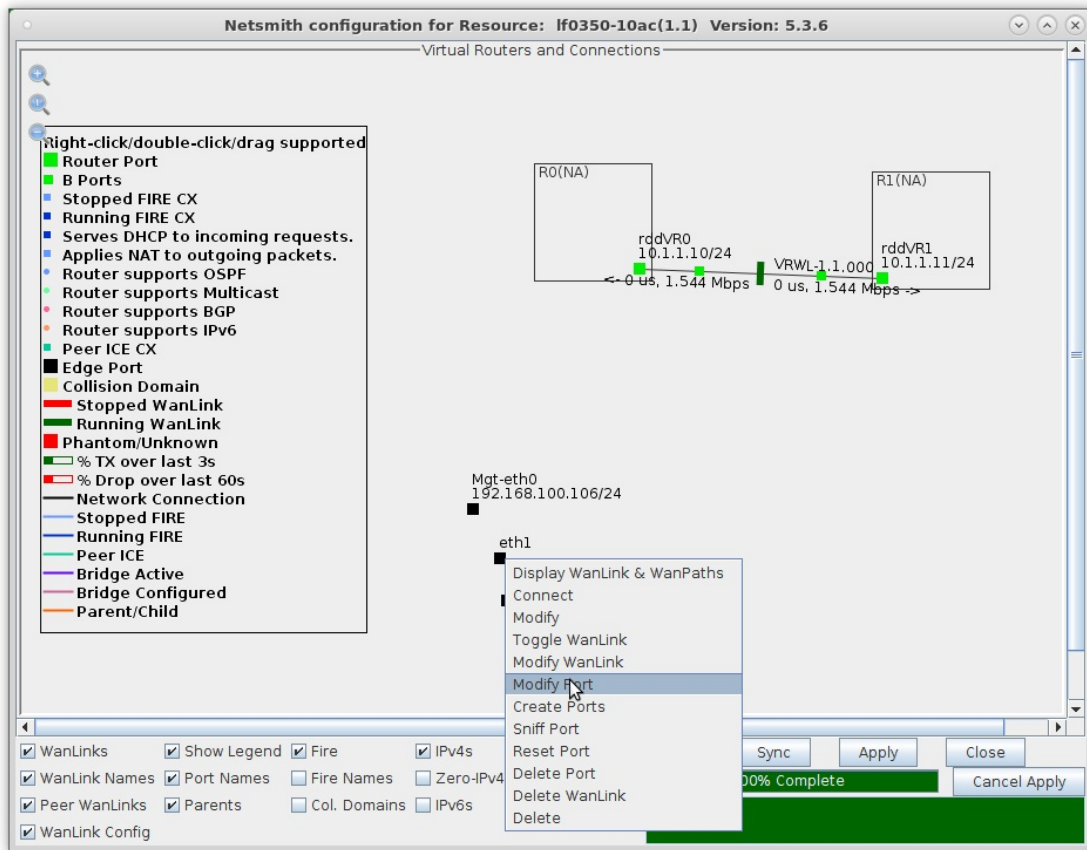 Netsmith configuration for Resource: lf0350-10ac(1.1) Version: 5.3.6
Virtual Routers and Connections
Right-click/double-click/drag supported
Router Port
B Ports
Stopped FIRE CX
Running FIRE CX
Serves DHCP to incoming requests.
Applies NAT to outgoing packets.
Router supports OSPF
Router supports Multicast
Router supports BGP
Router supports IPv6
Peer ICE CX
Edge Port
Collision Domain
Stopped WanLink
Running WanLink
Phantom/Unknown
% TX over last 3s
% Drop over last 60s
Network Connection
Stopped FIRE
Running FIRE
Peer ICE
Bridge Active
Bridge Configured
Parent/Child
R0(NA)
rddVR0
10.1.1.10/24
<- 0 us, 1.544 Mbps
VRWL-1.1.000
0 us, 1.544 Mbps ->
R1(NA)
rddVR1
10.1.1.11/24
Mgt-eth0
192.168.100.106/24
eth1
Display WanLink & WanPaths
Connect
Modify
Toggle WanLink
Modify WanLink
Modify Port
Create Ports
Sniff Port
Reset Port
Delete Port
Delete WanLink
Delete
WanLinks Show Legend Fire IPv4s
WanLink Names Port Names Fire Names Zero-IPv4
Peer WanLinks Parents Col. Domains IPv6s
WanLink Config
Sync Apply Close
00% Complete Cancel Apply